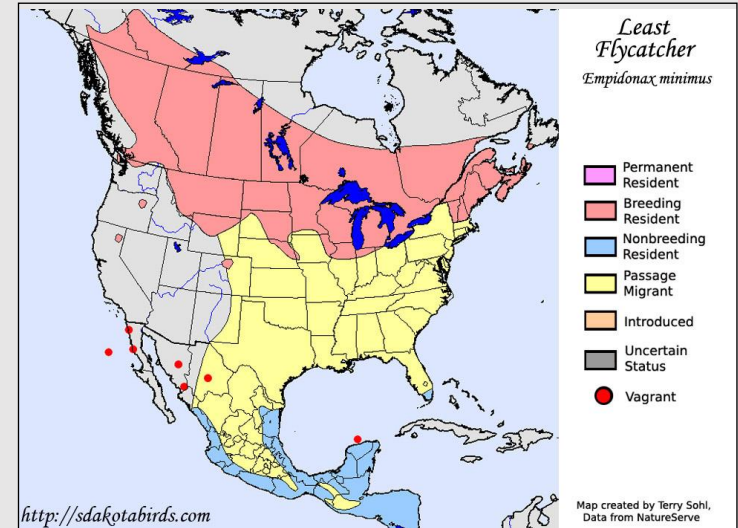 Least
Flycatcher
Empidonax minimus
Permanent
Resident
Breeding
Resident
Nonbreeding
Resident
Passage
Migrant
Introduced
Uncertain
Status
Vagrant
http://sdakotabirds.com
Map created by Terry Sohl,
Data from NatureServe